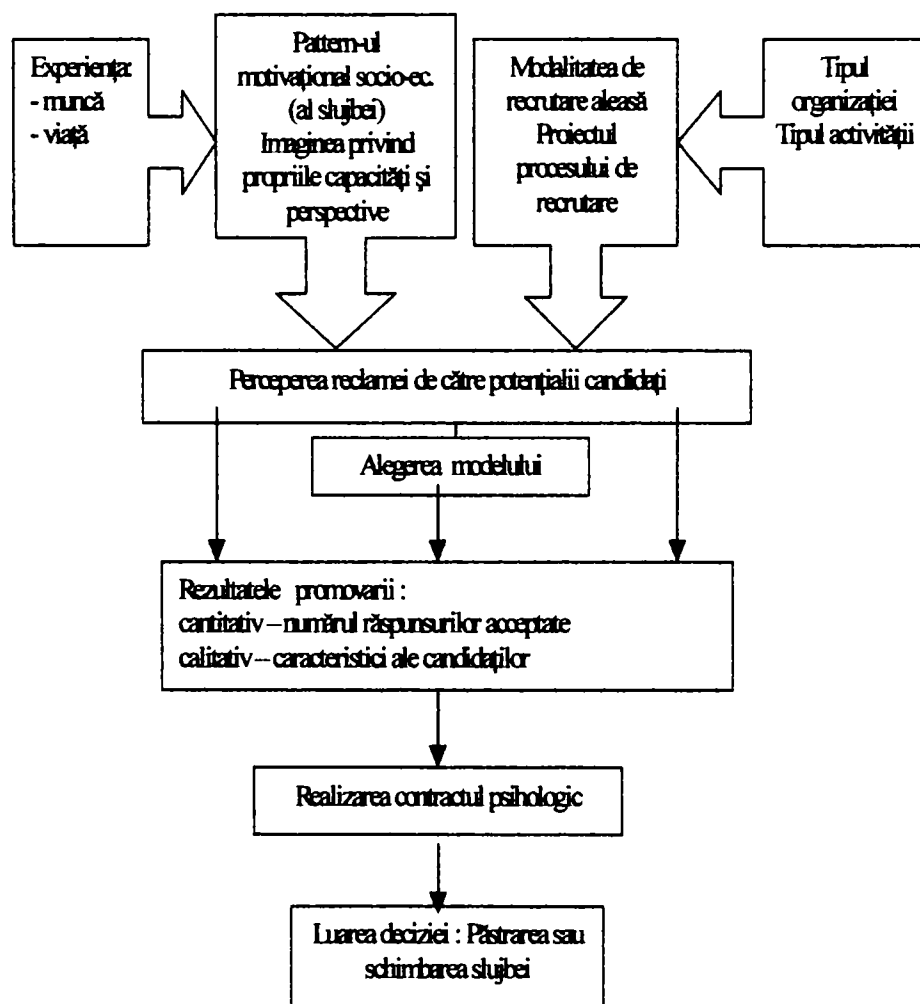 Experiența:
- muncă
- viață
Pattern-ul
motivațional socio-ec.
(al slujbei)
Imaginea privind
propriile capacități și
perspective
Modalitatea de
recrutare aleasă
Proiectul
procesului de
recrutare
Tipul
organizației
Tipul activității
Perceperea reclamei de către potențialii candidați
Alegerea modelului
Rezultatele promovarii :
cantitativ – numărul răspunsurilor acceptate
calitativ – caracteristici ale candidaților
Realizarea contractul psihologic
Luarea deciziei : Păstrarea sau
schimbarea slujbei